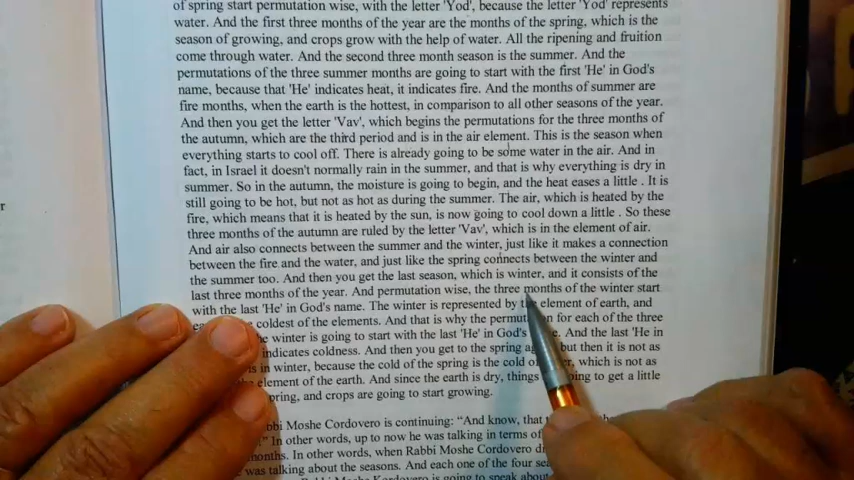 of spring start permutation wise, with the letter 'Yod', because the letter 'Yod' represents
water. And the first three months of the year are the months of the spring, which is the
season of growing, and crops grow with the help of water. All the ripening and fruition
come through water. And the second three month season is the summer. And the
permutations of the three summer months are going to start with the first 'He' in God's
name, because that 'He' indicates heat, it indicates fire. And the months of summer are
fire months, when the earth is the hottest, in comparison to all other seasons of the year.
And then you get the letter 'Vav', which begins the permutations for the three months of
the autumn, which are the third period and is in the air element. This is the season when
everything starts to cool off. There is already going to be some water in the air. And in
fact, in Israel it doesn't normally rain in the summer, and that is why everything is dry in
summer. So in the autumn, the moisture is going to begin, and the heat eases a little . It is
still going to be hot, but not as hot as during the summer. The air, which is heated by the
fire, which means that it is heated by the sun, is now going to cool down a little . So these
three months of the autumn are ruled by the letter 'Vav', which is in the element of air.
And air also connects between the summer and the winter, just like it makes a connection
between the fire and the water, and just like the spring connects between the winter and
the summer too. And then you get the last season, which is winter, and it consists of the
last three months of the year. And permutation wise, the three months of the winter start
with the last 'He' in God's name. The winter is represented by element of earth, and
coldest of the elements. And that is why the for each of the three
winter is going to start with the last 'He' in God's And the last 'He in
indicates coldness. And then you get to the spring but then it is not as
in winter, because the cold of the spring is the cold which is not as
element of the earth. And since the earth is dry, things going to get a little
and crops are going to start growing.
Moshe Cordovero is continuing: "And know, that
In other words, up to now he was talking in terms of
In other words, when Rabbi Moshe Cordovero
was talking about the seasons. And each one of the four
Moshe Kordovero is going to speak about